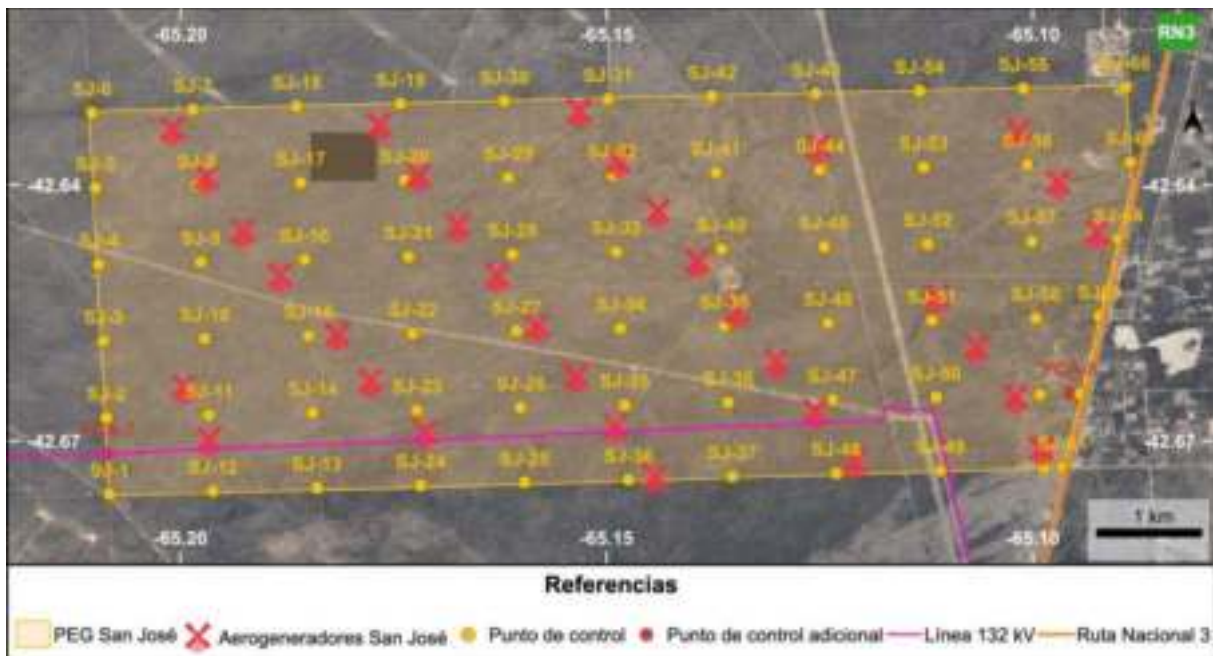 -65.20 -65.15 -65.10 RN3
SJ-6 SJ-7 SJ-18 SJ-19 SJ-30 SJ-31 SJ-42 SJ-43 SJ-54 SJ-55
SJ-5 SJ-8 SJ-17 SJ-20 SJ-29 SJ-41 SJ-44 SJ-53 SJ-56
-42.64 -42.64
SJ-4 SJ-9 SJ-16 SJ-21 SJ-28 SJ-33 SJ-40 SJ-45 SJ-52 SJ-57
SJ-3 SJ-10 SJ-22 SJ-27 SJ-34 SJ-39 SJ-46 SJ-51 SJ-58
SJ-2 SJ-11 SJ-14 SJ-23 SJ-26 SJ-35 SJ-38 SJ-47 SJ-50
-42.67 -42.67
SJ-1 SJ-12 SJ-13 SJ-24 SJ-25 SJ-36 SJ-37 SJ-48 SJ-49
-65.20 -65.15 -65.10
1 km
Referencias
PEG San José Aerogeneradores San José Punto de control Punto de control adicional Línea 132 kV Ruta Nacional 3